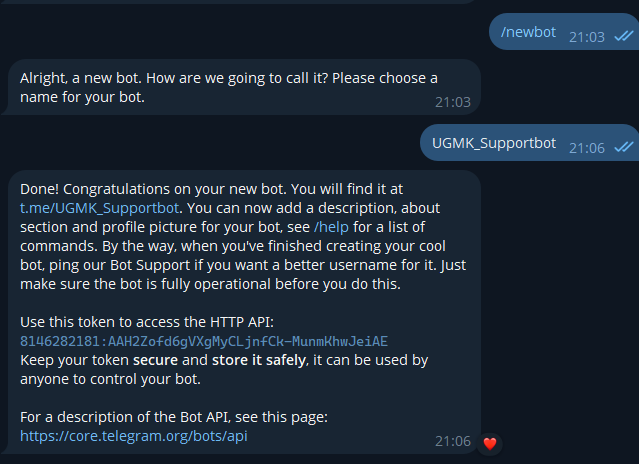 /newbot 21:03
Alright, a new bot. How are we going to call it? Please choose a
name for your bot.
21:03
UGMK_Supportbot 21:06
Done! Congratulations on your new bot. You will find it at
t.me/UGMK_Supportbot. You can now add a description, about
section and profile picture for your bot, see /help for a list of
commands. By the way, when you've finished creating your cool
bot, ping our Bot Support if you want a better username for it. Just
make sure the bot is fully operational before you do this.
Use this token to access the HTTP API:
8146282181:AAH2Zofd6gVXgMyCLjnfCk-MunmKhwJeiAE
Keep your token secure and store it safely, it can be used by
anyone to control your bot.
For a description of the Bot API, see this page:
https://core.telegram.org/bots/api
21:06